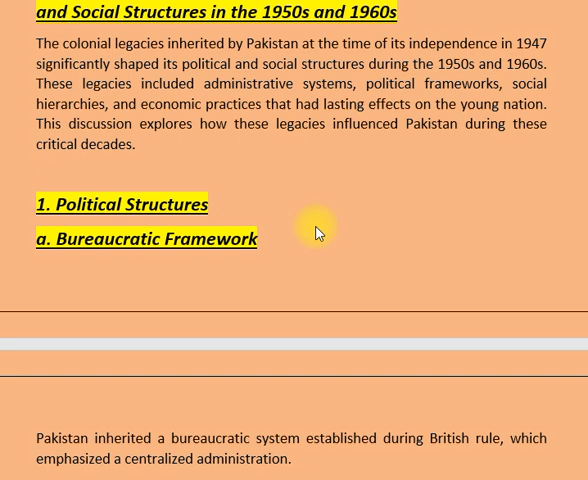 and Social Structures in the 1950s and 1960s
The colonial legacies inherited by Pakistan at the time of its independence in 1947
significantly shaped its political and social structures during the 1950s and 1960s.
These legacies included administrative systems, political frameworks, social
hierarchies, and economic practices that had lasting effects on the young nation.
This discussion explores how these legacies influenced Pakistan during these
critical decades.
1. Political Structures
a. Bureaucratic Framework
Pakistan inherited a bureaucratic system established during British rule, which
emphasized a centralized administration.